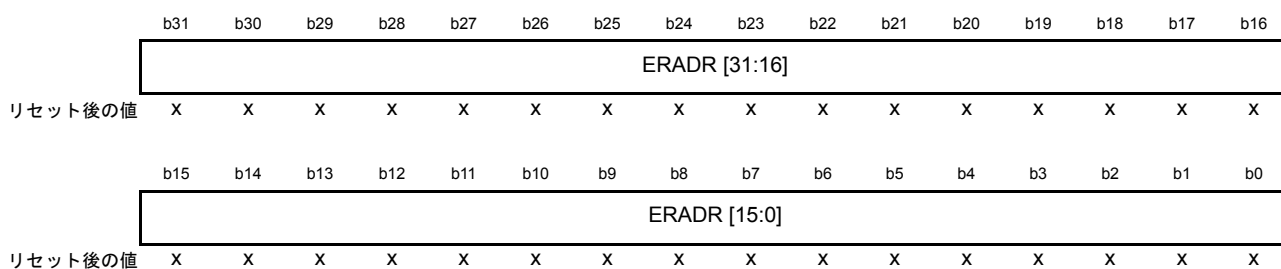 b31 b30 b29 b28 b27 b26 b25 b24 b23 b22 b21 b20 b19 b18 b17 b16
ERADR [31:16]
リセット後の値 x x x x x x x x x x x x x x x x
b15 b14 b13 b12 b11 b10 b9 b8 b7 b6 b5 b4 b3 b2 b1 b0
ERADR [15:0]
リセット後の値 x x x x x x x x x x x x x x x x